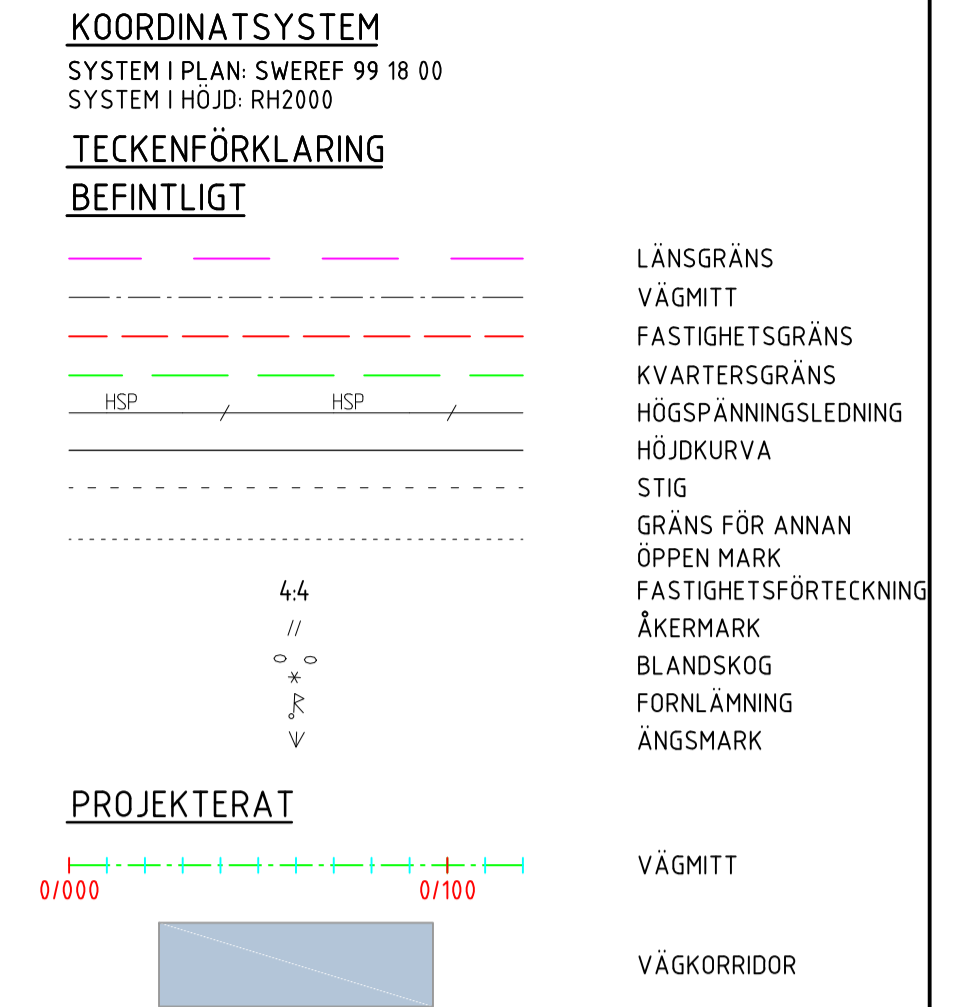 KOORDINATSYSTEM
SYSTEM I PLAN: SWEREF 99 18 00
SYSTEM I HÖJD: RH2000
TECKENFÖRKLARING
BEFINTLIGT
LÄNSGRÄNS
VÄGMITT
FASTIGHETSGRÄNS
KVARTERSGRÄNS
HSP HSP HÖGSPÄNNINGSLEDNING
HÖJDKURVA
STIG
GRÄNS FÖR ANNAN
ÖPPEN MARK
4:4 FASTIGHETSFÖRTECKNING
ÅKERMARK
BLANDSKOG
FORNLÄMNING
ÄNGSMARK
PROJEKTERAT
VÄGMITT
0/000 0/100
VÄGKORRIDOR